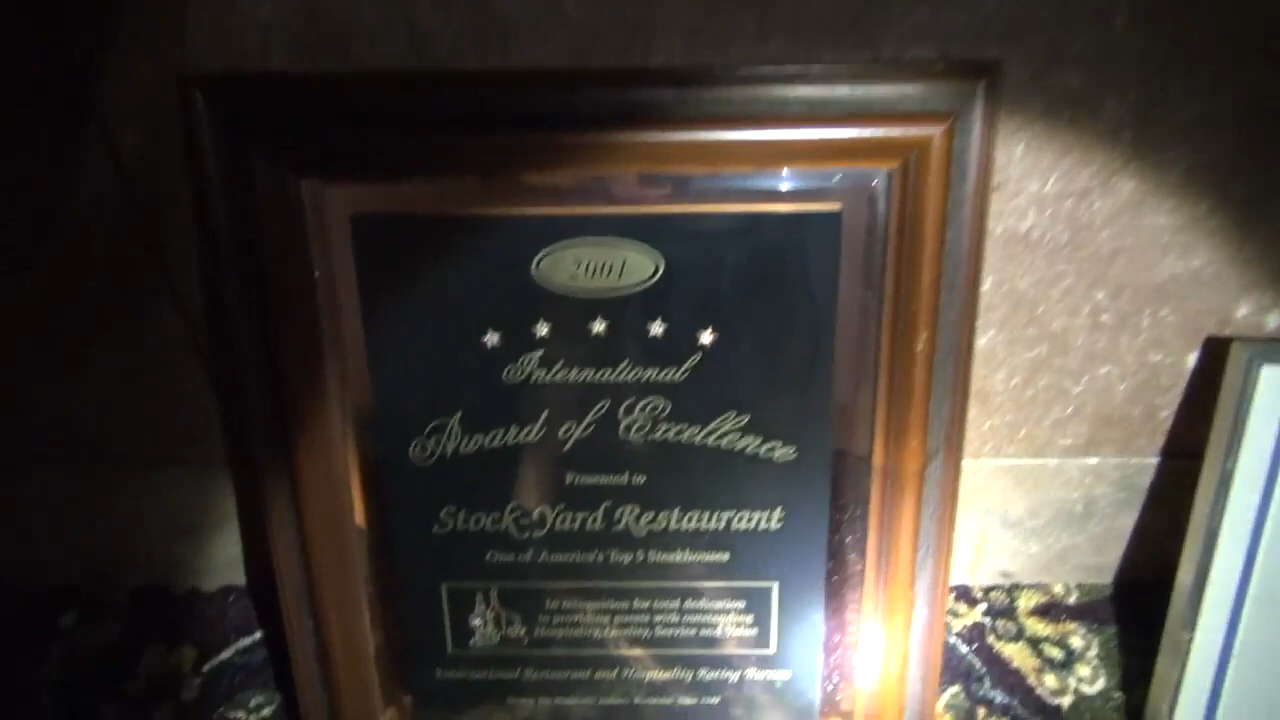 2001
International
Award of Excellence
Presented to
Stock-Yard Restaurant
One of America's Top 5 Steakhouses
In recognition for total dedication
to providing guests with outstanding
Hospitality, Quality, Service and Value
International Restaurant and Hospitality Rating Bureau